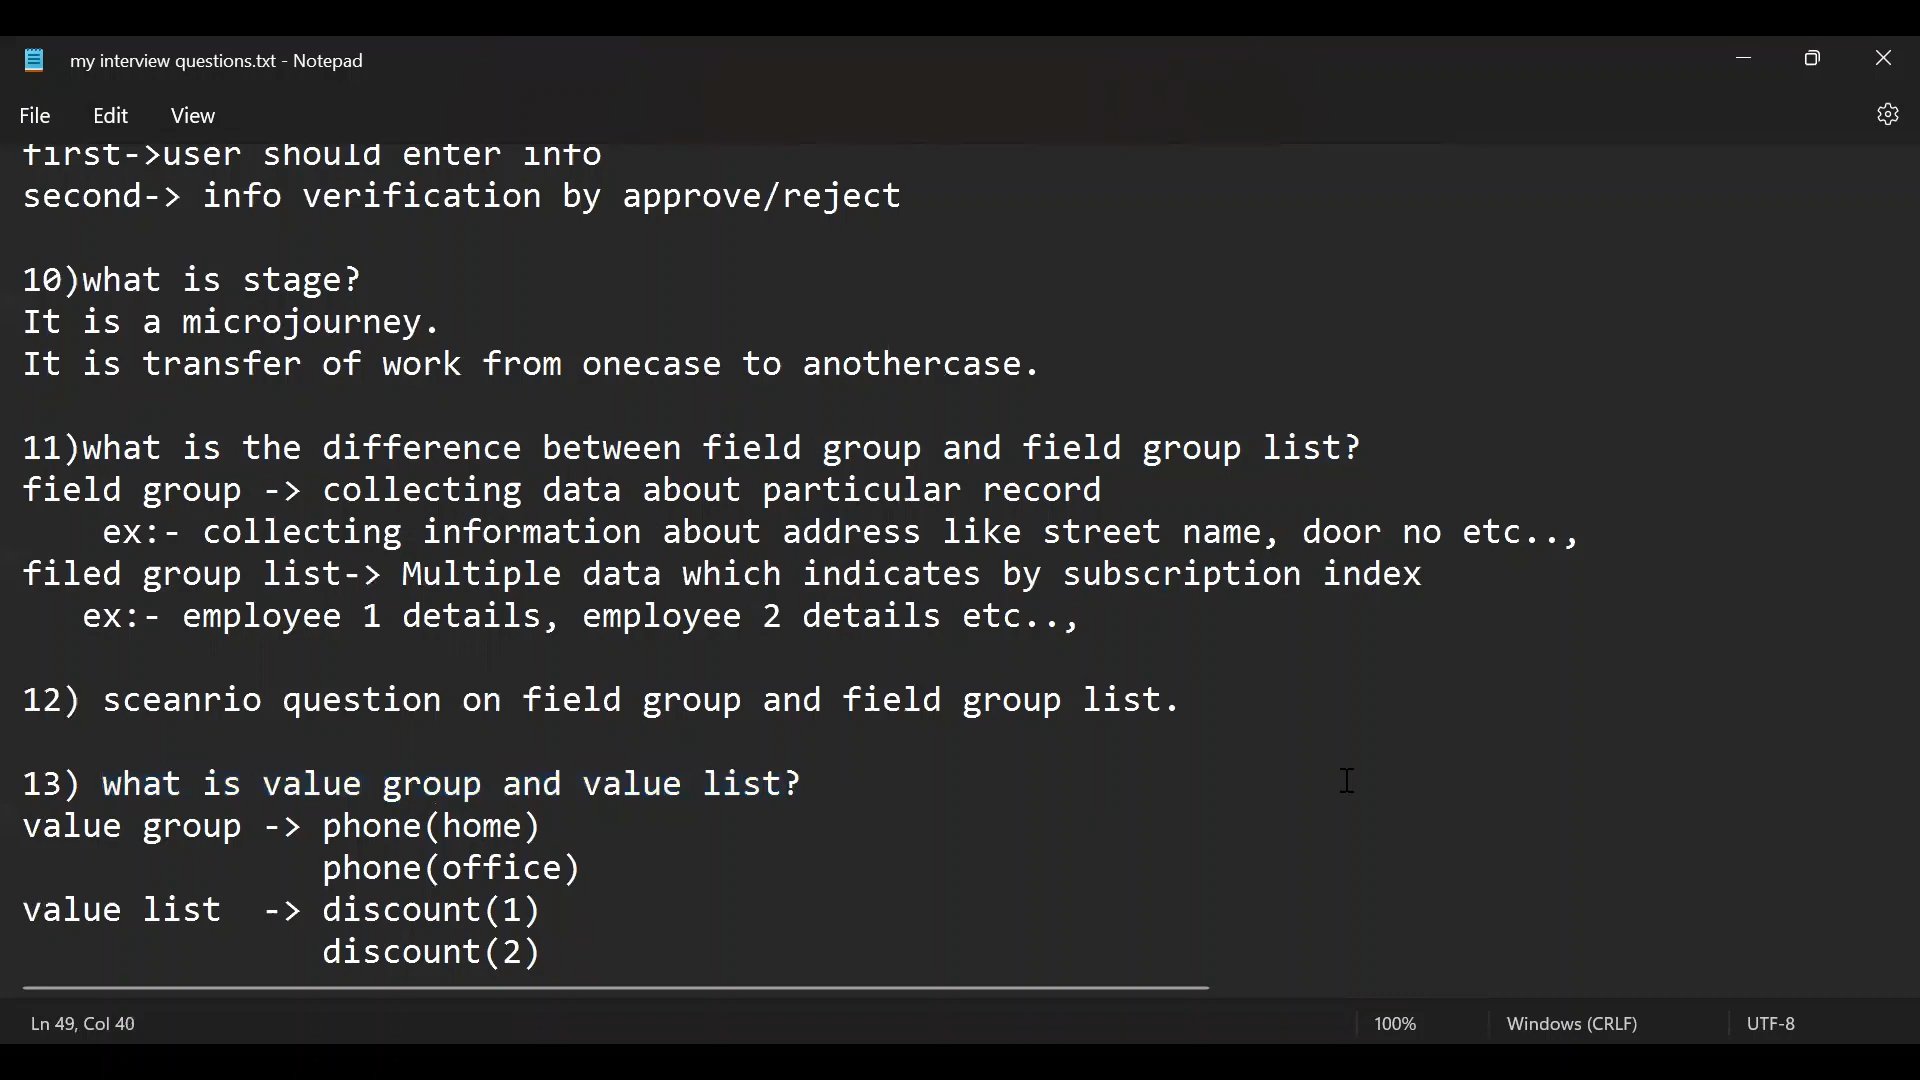 my interview questions.txt - Notepad
File Edit View
first->user should enter info
second-> info verification by approve/reject
10)what is stage?
It is a microjourney.
It is transfer of work from onecase to anothercase.
11)what is the difference between field group and field group list?
field group -> collecting data about particular record
ex:- collecting information about address like street name, door no etc..,
filed group list-> Multiple data which indicates by subscription index
ex:- employee 1 details, employee 2 details etc..,
12) sceanrio question on field group and field group list.
13) what is value group and value list?
value group -> phone(home)
phone(office)
value list -> discount(1)
discount(2)
Ln 49, Col 40 100% Windows (CRLF) UTF-8